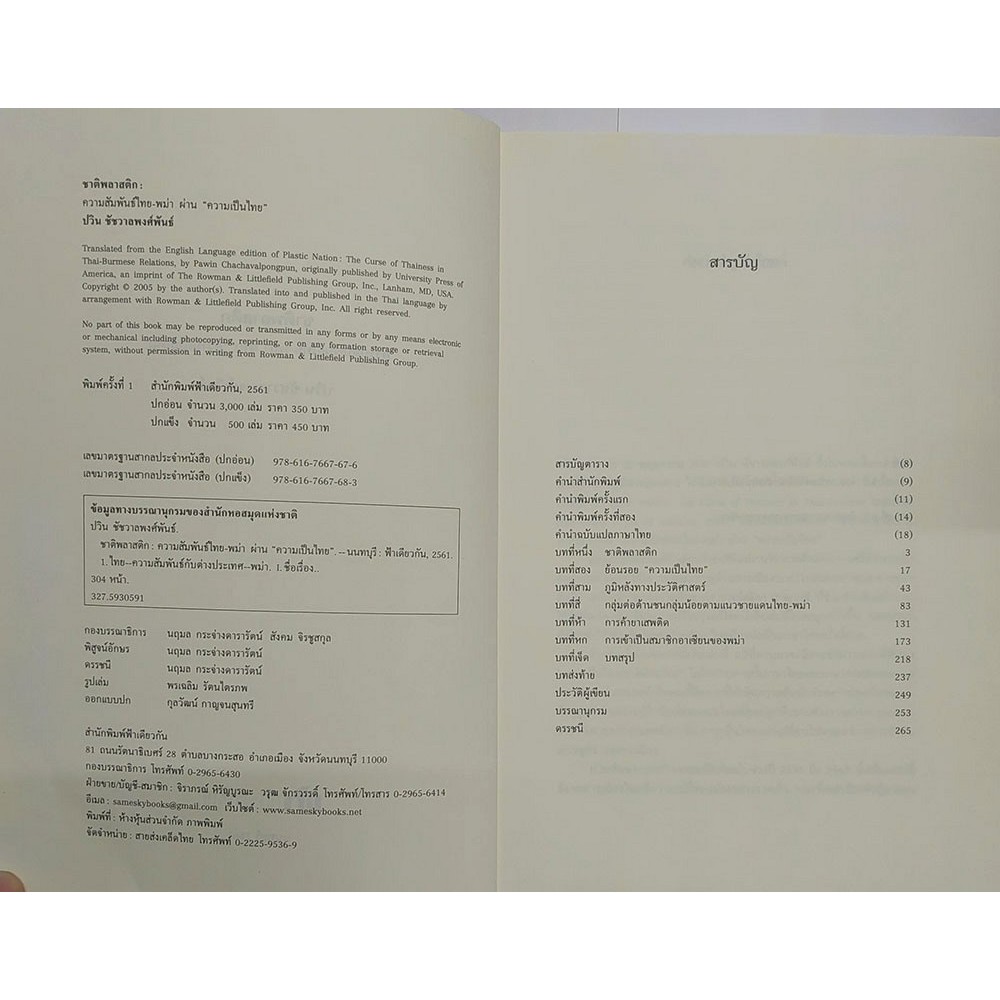 ชาติพลาสติก :
ความสัมพันธ์ไทย-พม่า ผ่าน “ความเป็นไทย”
ปวิน ชัชวาลพงศ์พันธ์
Translated from the English Language edition of Plastic Nation: The Curse of Thainess in
Thai-Burmese Relations, by Pawin Chachavalpongpun, originally published by University Press of
America, an imprint of The Rowman & Littlefield Publishing Group, Inc., Lanham, MD, USA.
Copyright © 2005 by the author(s). Translated into and published in the Thai language by
arrangement with Rowman & Littlefield Publishing Group, Inc. All right reserved.
No part of this book may be reproduced or transmitted in any forms or by any means electronic
or mechanical including photocopying, reprinting, or on any formation storage or retrieval
system, without permission in writing from Rowman & Littlefield Publishing Group.
พิมพ์ครั้งที่ 1 สำนักพิมพ์ฟ้าเดียวกัน, 2561
ปกอ่อน จำนวน 3,000 เล่ม ราคา 350 บาท
ปกแข็ง จำนวน 500 เล่ม ราคา 450 บาท
เลขมาตรฐานสากลประจำหนังสือ (ปกอ่อน) 978-616-7667-67-6
เลขมาตรฐานสากลประจำหนังสือ (ปกแข็ง) 978-616-7667-68-3
ข้อมูลทางบรรณานุกรมของสำนักหอสมุดแห่งชาติ
ปวิน ชัชวาลพงศ์พันธ์.
ชาติพลาสติก : ความสัมพันธ์ไทย-พม่า ผ่าน “ความเป็นไทย”. -- นนทบุรี : ฟ้าเดียวกัน, 2561.
1. ไทย--ความสัมพันธ์กับต่างประเทศ--พม่า. I. ชื่อเรื่อง..
304 หน้า.
327.5930591
กองบรรณาธิการ นฤมล กระจ่างดารารัตน์ สังคม จิรชูสกุล
พิสูจน์อักษร นฤมล กระจ่างดารารัตน์
ดรรชนี นฤมล กระจ่างดารารัตน์
รูปเล่ม พรเฉลิม รัตนไตรภพ
ออกแบบปก กุลวัฒน์ กาญจนสุนทรี
สำนักพิมพ์ฟ้าเดียวกัน
81 ถนนรัตนาธิเบศร์ 28 ตำบลบางกระสอ อำเภอเมือง จังหวัดนนทบุรี 11000
กองบรรณาธิการ โทรศัพท์ 0-2965-6430
ฝ่ายขาย/บัญชี-สมาชิก : จิราภรณ์ หิรัญบูรณะ วรุฒ จักรวรรดิ์ โทรศัพท์/โทรสาร 0-2965-6414
อีเมล : sameskybooks@gmail.com เว็บไซต์ : www.sameskybooks.net
พิมพ์ที่ : ห้างหุ้นส่วนจำกัด ภาพพิมพ์
จัดจำหน่าย : สายส่งเคล็ดไทย โทรศัพท์ 0-2225-9536-9
สารบัญ
สารบัญตาราง (8)
คำนำสำนักพิมพ์ (9)
คำนำพิมพ์ครั้งแรก (11)
คำนำพิมพ์ครั้งที่สอง (14)
คำนำฉบับแปลภาษาไทย (18)
บทที่หนึ่ง ชาติพลาสติก 3
บทที่สอง ย้อนรอย “ความเป็นไทย” 17
บทที่สาม ภูมิหลังทางประวัติศาสตร์ 43
บทที่สี่ กลุ่มต่อต้านชนกลุ่มน้อยตามแนวชายแดนไทย-พม่า 83
บทที่ห้า การค้ายาเสพติด 131
บทที่หก การเข้าเป็นสมาชิกอาเซียนของพม่า 173
บทที่เจ็ด บทสรุป 218
บทส่งท้าย 237
ประวัติผู้เขียน 249
บรรณานุกรม 253
ดรรชนี 265